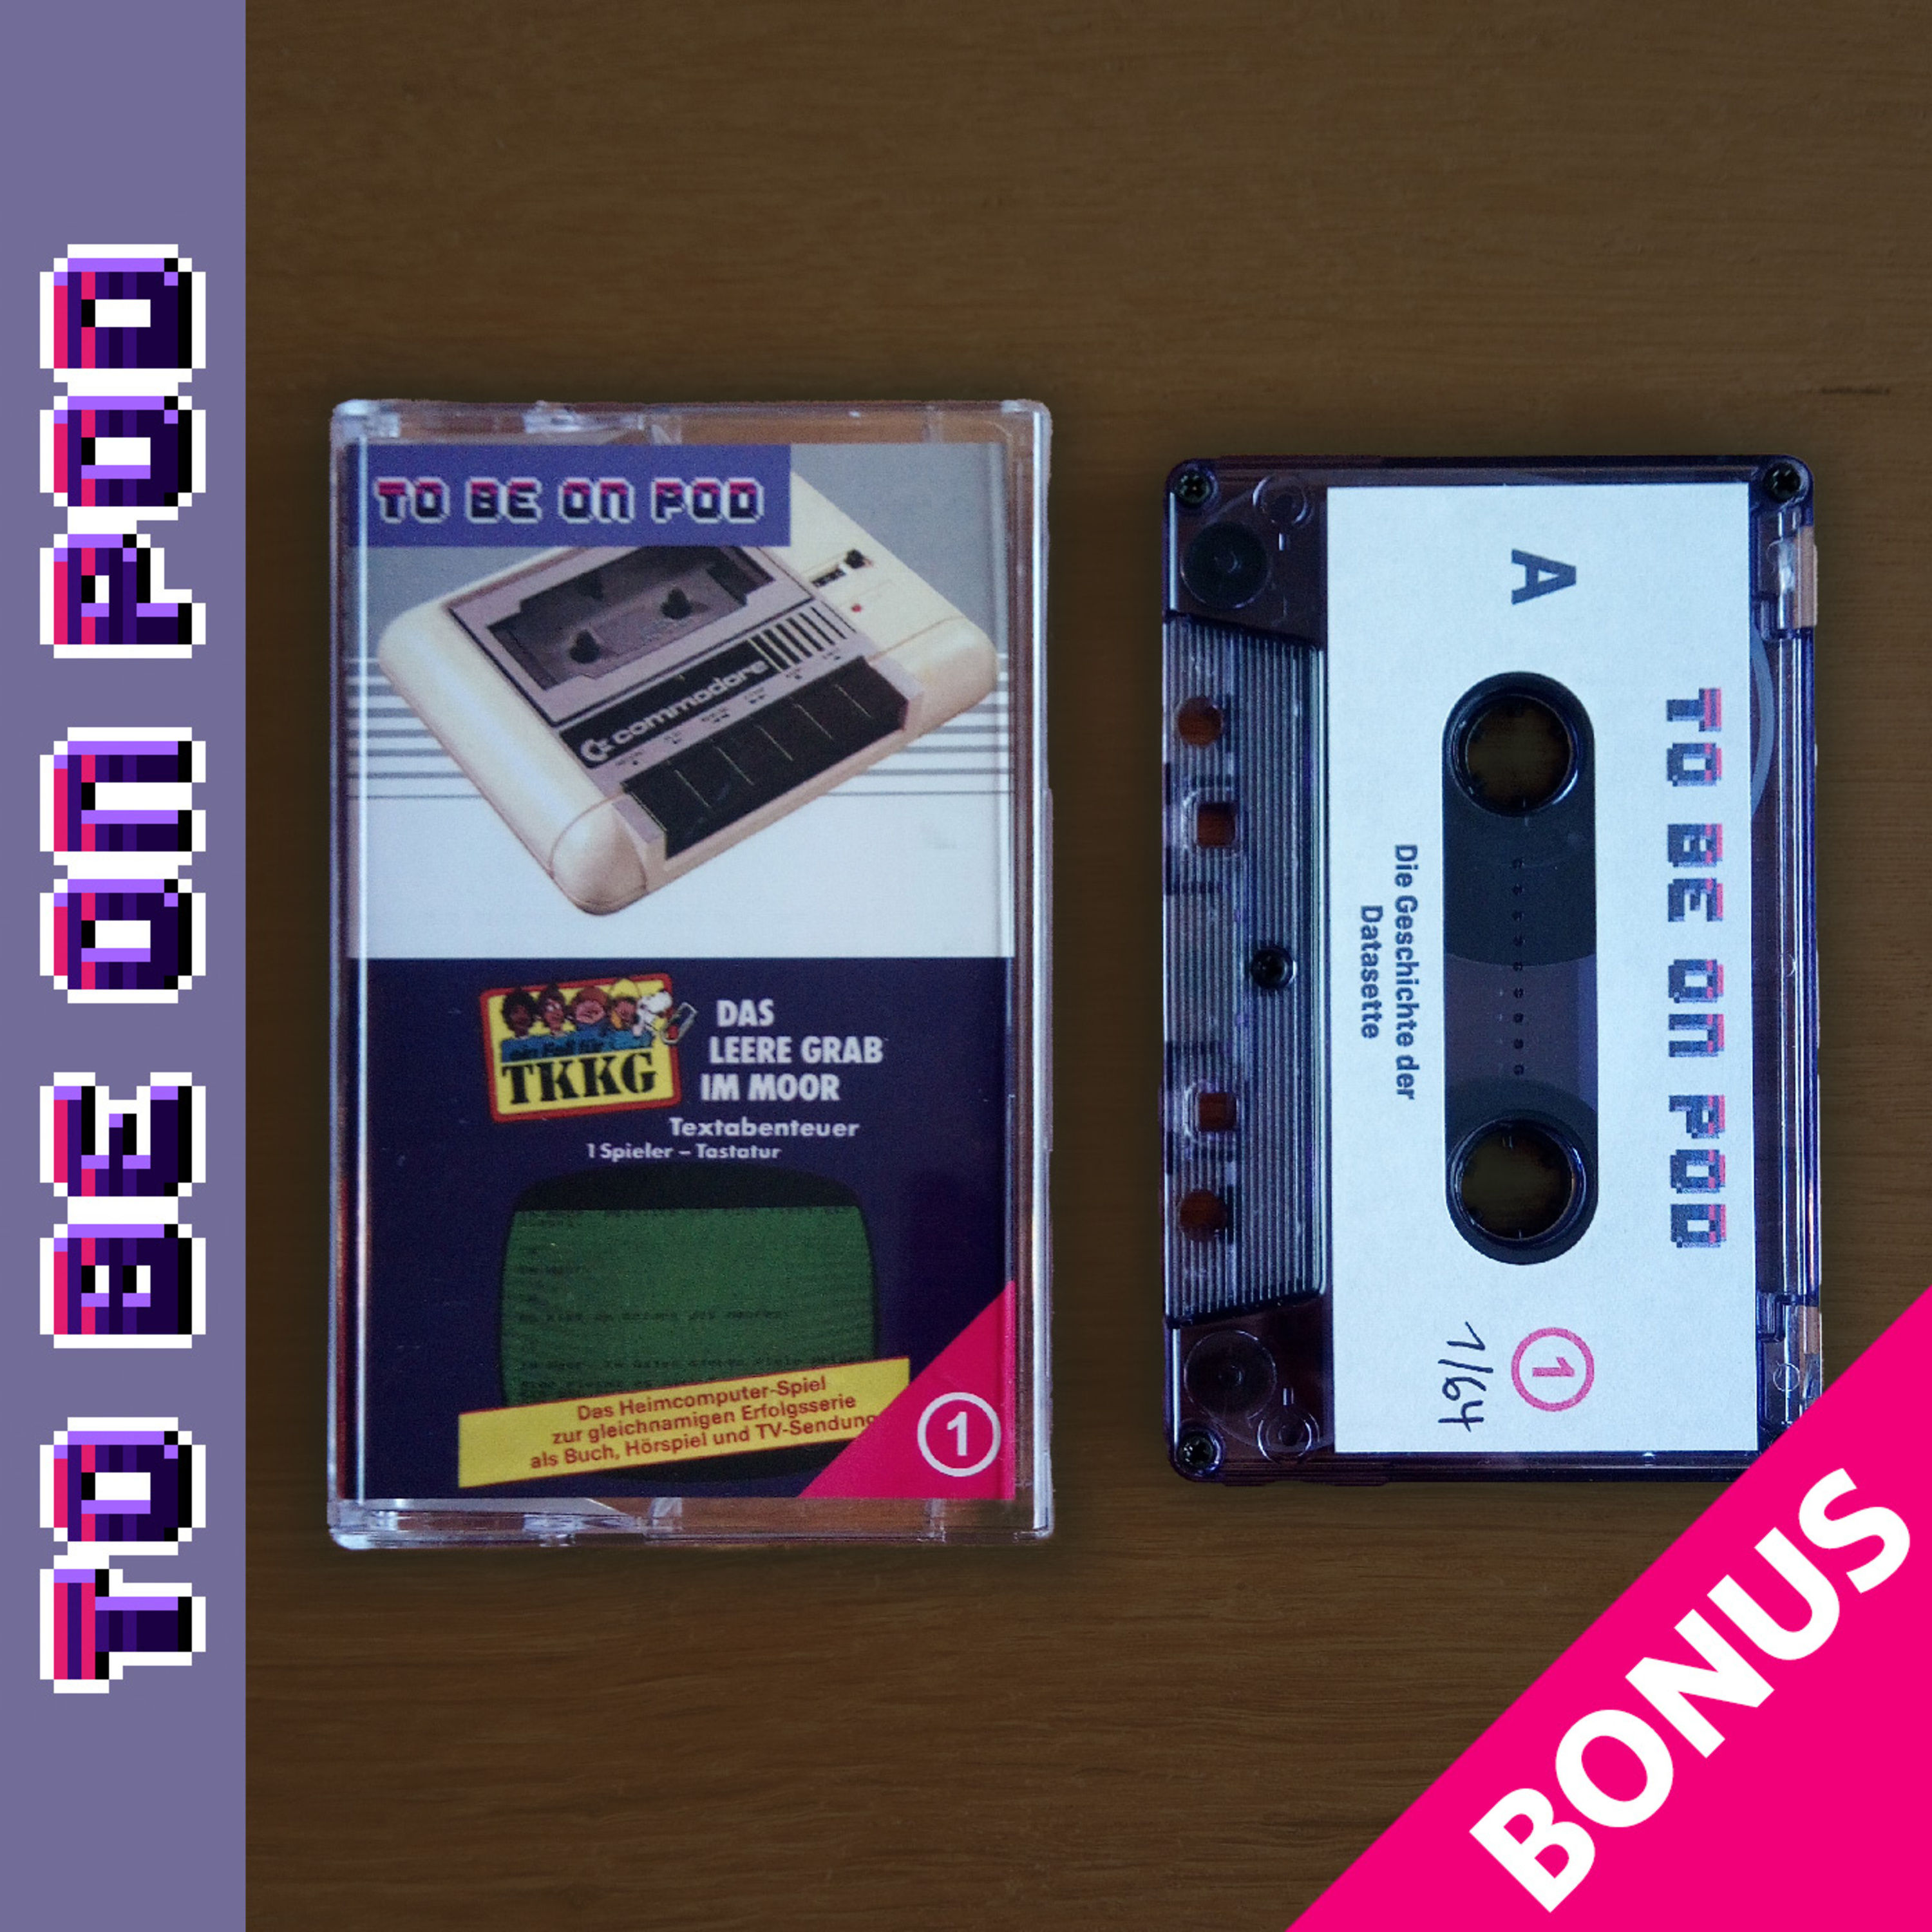 TO BE ON POD
TO BE ON POD
commodore
ein Fall für
TKKG
DAS
LEERE GRAB
IM MOOR
Textabenteuer
1 Spieler – Tastatur
Das Heimcomputer-Spiel
zur gleichnamigen Erfolgsserie
als Buch, Hörspiel und TV-Sendung
1
A
TO BE ON POD
Die Geschichte der
Datasette
1
1/64
BONUS